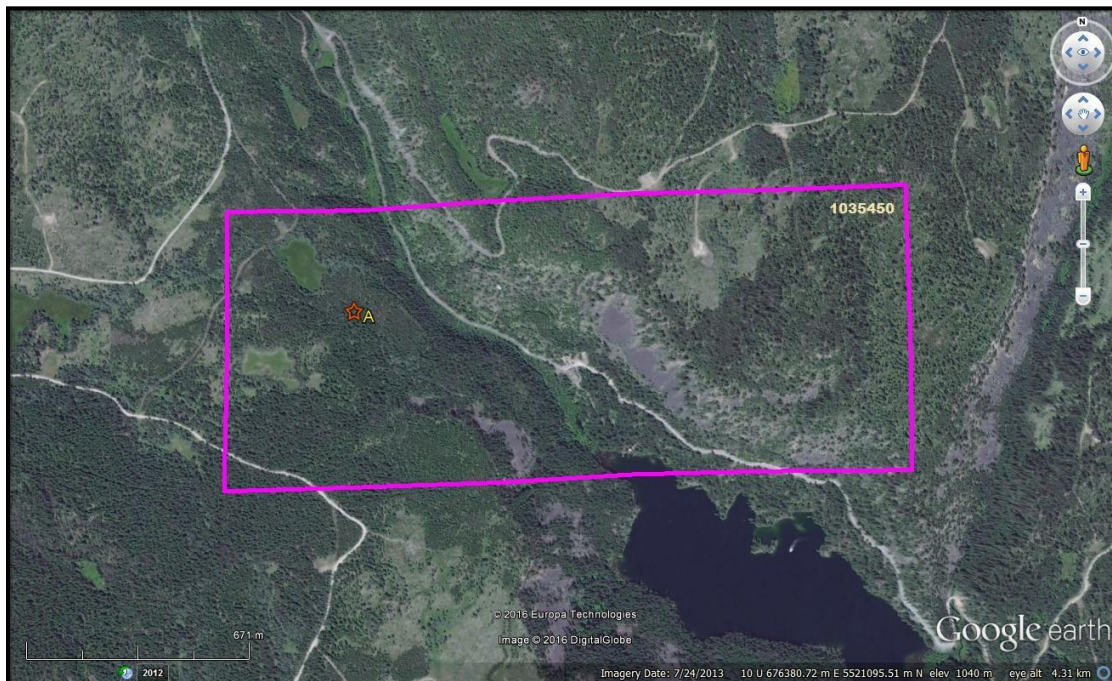 N
1035450
A
© 2016 Europa Technologies
671 m
Image © 2016 DigitalGlobe
Google earth
2012
Imagery Date: 7/24/2013 10 U 676380.72 m E 5521095.51 m N elev 1040 m eye alt 4.31 km